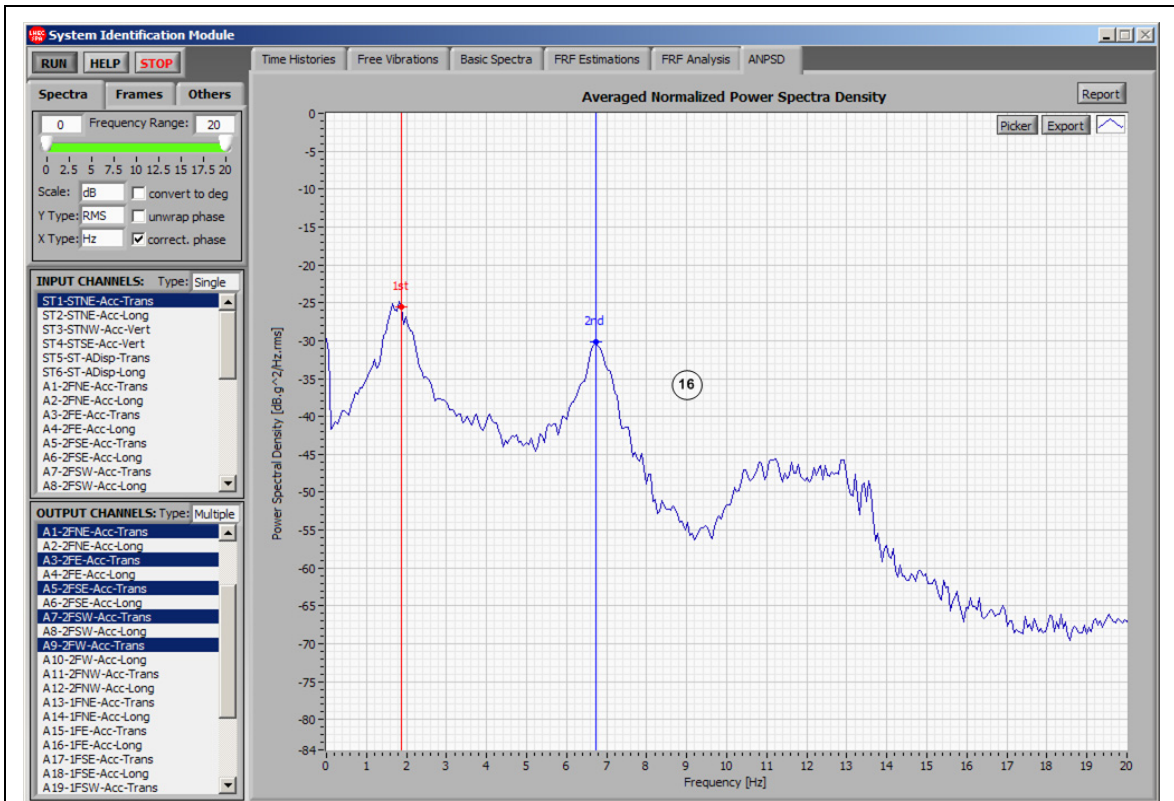 LHEC
SPA
System Identification Module
RUN HELP STOP
Time Histories Free Vibrations Basic Spectra FRF Estimations FRF Analysis ANPSD
Spectra Frames Others
0 Frequency Range: 20
0 2.5 5 7.5 10 12.5 15 17.5 20
Scale: dB convert to deg
Y Type: RMS unwrap phase
X Type: Hz correct. phase
INPUT CHANNELS: Type: Single
ST1-STNE-Acc-Trans
ST2-STNE-Acc-Long
ST3-STNW-Acc-Vert
ST4-STSE-Acc-Vert
ST5-ST-ADisp-Trans
ST6-ST-ADisp-Long
A1-2FNE-Acc-Trans
A2-2FNE-Acc-Long
A3-2FE-Acc-Trans
A4-2FE-Acc-Long
A5-2FSE-Acc-Trans
A6-2FSE-Acc-Long
A7-2FSW-Acc-Trans
A8-2FSW-Acc-Long
OUTPUT CHANNELS: Type: Multiple
A1-2FNE-Acc-Trans
A2-2FNE-Acc-Long
A3-2FE-Acc-Trans
A4-2FE-Acc-Long
A5-2FSE-Acc-Trans
A6-2FSE-Acc-Long
A7-2FSW-Acc-Trans
A8-2FSW-Acc-Long
A9-2FW-Acc-Trans
A10-2FW-Acc-Long
A11-2FNW-Acc-Trans
A12-2FNW-Acc-Long
A13-1FNE-Acc-Trans
A14-1FNE-Acc-Long
A15-1FE-Acc-Trans
A16-1FE-Acc-Long
A17-1FSE-Acc-Trans
A18-1FSE-Acc-Long
A19-1FSW-Acc-Trans
Averaged Normalized Power Spectra Density
Report
Picker Export
Power Spectral Density [dB.g^2/Hz.rms]
0
-5
-10
-15
-20
-25
-30
-35
-40
-45
-50
-55
-60
-65
-70
-75
-80
-84
1st
2nd
16
0 1 2 3 4 5 6 7 8 9 10 11 12 13 14 15 16 17 18 19 20
Frequency [Hz]